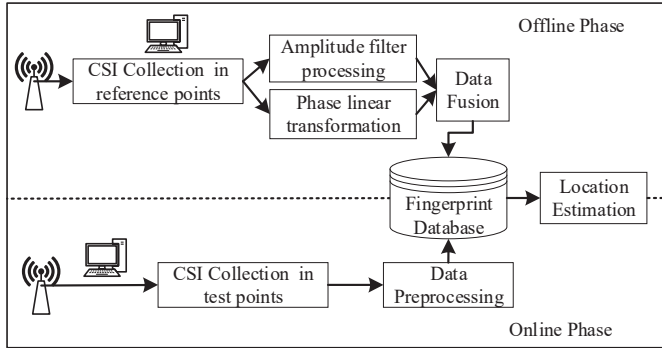 Offline Phase
CSI Collection in
reference points
Amplitude filter
processing
Phase linear
transformation
Data
Fusion
Fingerprint
Database
Location
Estimation
CSI Collection in
test points
Data
Preprocessing
Online Phase